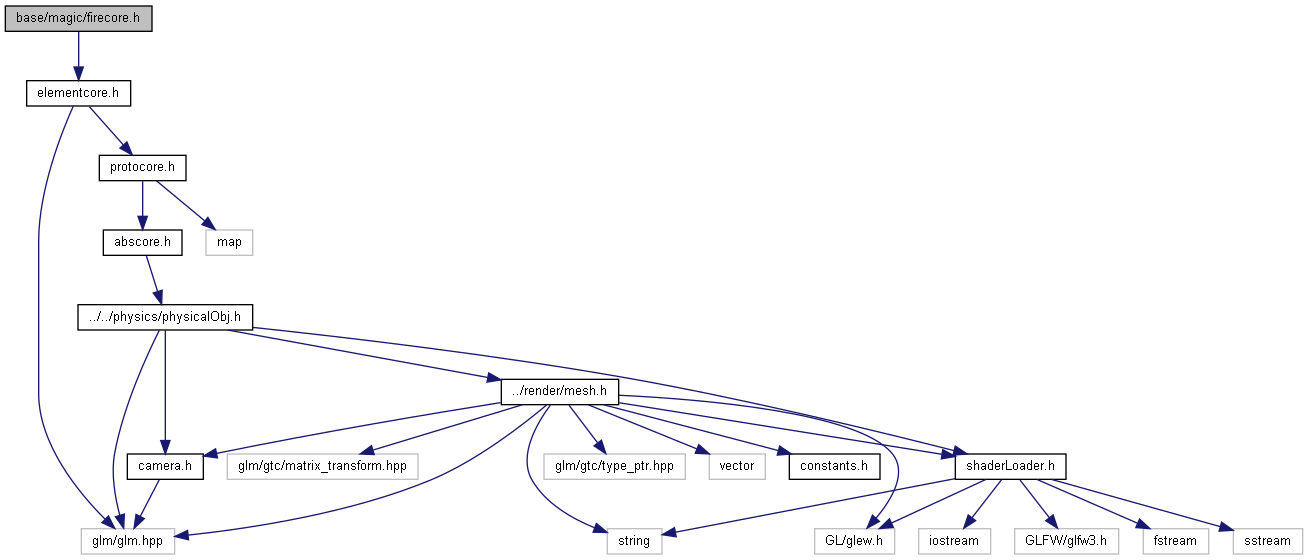 base/magic/firecore.h
elementcore.h
protocore.h
abscore.h
map
../../physics/physicalObj.h
../render/mesh.h
camera.h
glm/gtc/matrix_transform.hpp
glm/gtc/type_ptr.hpp
vector
constants.h
shaderLoader.h
glm/glm.hpp
string
GL/glew.h
iostream
GLFW/glfw3.h
fstream
sstream